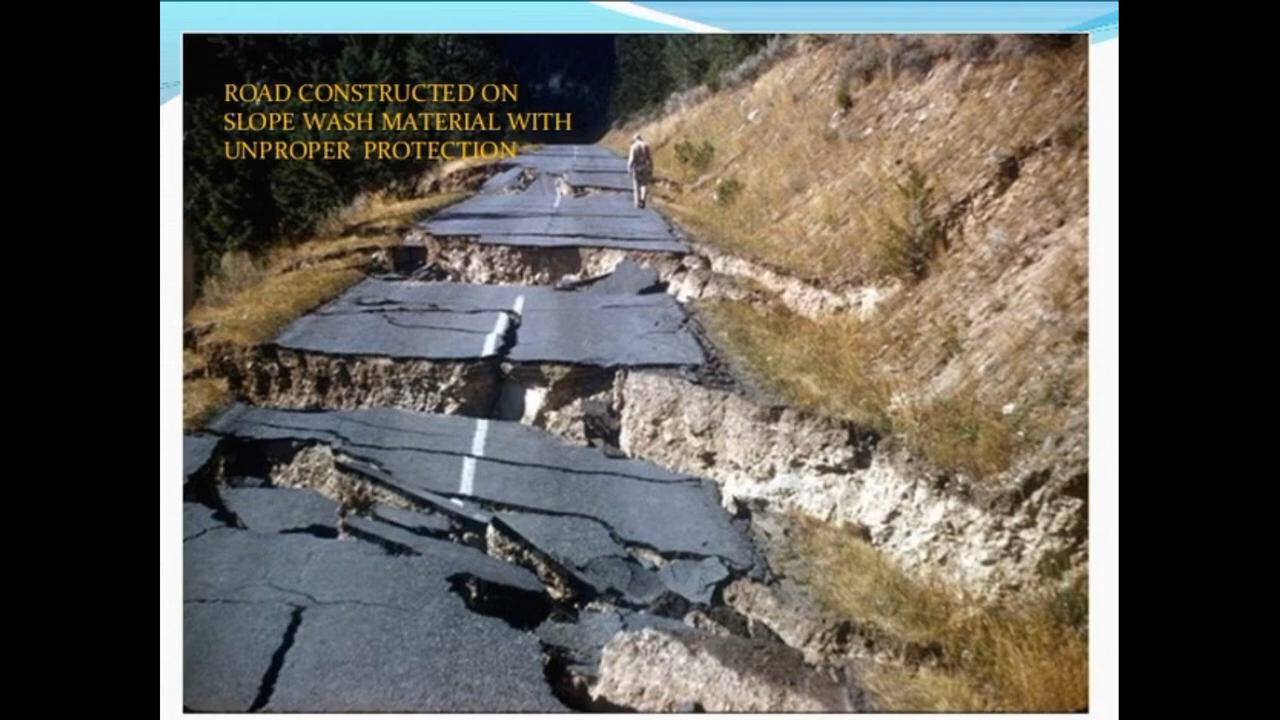 ROAD CONSTRUCTED ON
SLOPE WASH MATERIAL WITH
UNPROPER PROTECTION